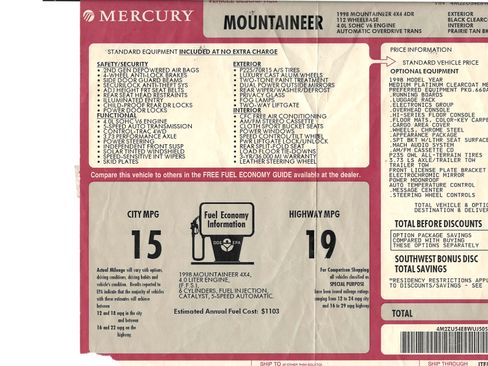 MERCURY
MOUNTAINEER
1998 MOUNTAINEER 4X4 4DR
112 WHEELBASE
4.0L SOHC V6 ENGINE
AUTOMATIC OVERDRIVE TRANS
EXTERIOR
BLACK CLEARCO
INTERIOR
PRAIRIE TAN
STANDARD EQUIPMENT INCLUDED AT NO EXTRA CHARGE
SAFETY/SECURITY
• 2ND GEN DEPOWERED AIR BAGS
• 4-WHEEL ANTI-LOCK BRAKES
• SIDE DOOR GUARD BEAMS
• SECURILOCK ANTI-THEFT SYS
• ADJ HEIGHT FRT SEAT BELTS
• REAR SEAT HEAD RESTRAINTS
• ILLUMINATED ENTRY
• CHILD-PROOF REAR DR LOCKS
• POWER DOOR LOCKS
FUNCTIONAL
• 4.0L SOHC V6 ENGINE
• 5-SPEED AUTO TRANSMISSION
• CONTROL-TRAC 4WD
• 3.73 PERFORMANCE AXLE
• POWER STEERING
• INDEPENDENT FRONT SUSP
• SOLAR TINTED WINDSHIELD
• SPEED-SENSITIVE INT WIPERS
• SKID PLATES
EXTERIOR
• P225/70R15 A/S TIRES
• LUXURY CAST ALUM WHEELS
• TWO-TONE PAINT TREATMENT
• DUAL POWER OUTSIDE MIRRORS
• REAR WIPER/WASHER/DEFROST
• PRIVACY GLASS
• FOG LAMPS
• TWO-WAY LIFTGATE
INTERIOR
• CFC FREE AIR CONDITIONING
• AM/FM STEREO CASSETTE
• CLOTH SPORT BUCKET SEATS
• POWER WINDOWS
• SPEED CONTROL/TILT WHEEL
• PWR LIFTGATE LOCK/UNLOCK
• REAR SPLIT-FOLD SEAT
• LOAD FLOOR TIE-DOWNS
• 3-YR/36,000 MI WARRANTY
• LEATHER STEERING WHEEL
PRICE INFORMATION
STANDARD VEHICLE PRICE
OPTIONAL EQUIPMENT
1998 MODEL YEAR
MEDIUM PLATINUM CLEARCOAT ME
PREFERRED EQUIPMENT PKG.660A
.RUNNING BOARDS
.LUGGAGE RACK
.ELECTRONICS GROUP
.OVERHEAD CONSOLE
.HI-SERIES FLOOR CONSOLE
.FLOOR MATS, COLOR-KEY CARPE
.CARGO AREA COVER
.WHEELS, CHROME STEEL
.APPEARANCE PKG
.SPT BKT W/LTHR SEAT SURFAC
.MACH AUDIO SYSTEM
.AM/FM CASSETTE CD
P235 OWL ALL-TERRAIN TIRES
3.73 LS AXLE/TRAILER TOW
TRAILER TOW
FRONT LICENSE PLATE BRACKET
ELECTROCHROMIC MIRROR
POWER MOONROOF
AUTO TEMPERATURE CONTROL
.MESSAGE CENTER
.STEERING WHEEL CONTROLS
TOTAL VEHICLE & OPTIO
DESTINATION & DELIVER
TOTAL BEFORE DISCOUNTS
OPTION PACKAGE SAVINGS
COMPARED WITH BUYING
THESE OPTIONS SEPARATELY
SOUTHWEST BONUS DISC
TOTAL SAVINGS
*RESIDENCY RESTRICTIONS APPL
TO DISCOUNTS/SAVINGS - SEE
TOTAL
Compare this vehicle to others in the FREE FUEL ECONOMY GUIDE available at the dealer.
CITY MPG
15
Fuel Economy
Information
HIGHWAY MPG
19
Actual Mileage will vary with options,
driving conditions, driving habits and
vehicle's condition. Results reported to
EPA indicate that the majority of vehicles
with these estimates will achieve
between
12 and 18 mpg in the city
and between
16 and 22 mpg on the
highway.
1998 MOUNTAINEER 4X4,
4.0 LITER ENGINE,
(F.F.S.)
6 CYLINDERS, FUEL INJECTION,
CATALYST, 5-SPEED AUTOMATIC.
Estimated Annual Fuel Cost: $1103
For Comparison Shopping
all vehicles classified as
SPECIAL PURPOSE
have been issued mileage ratings
ranging from 12 to 24 mpg city
and 16 to 29 mpg highway.
SHIP TO
SHIP THROUGH